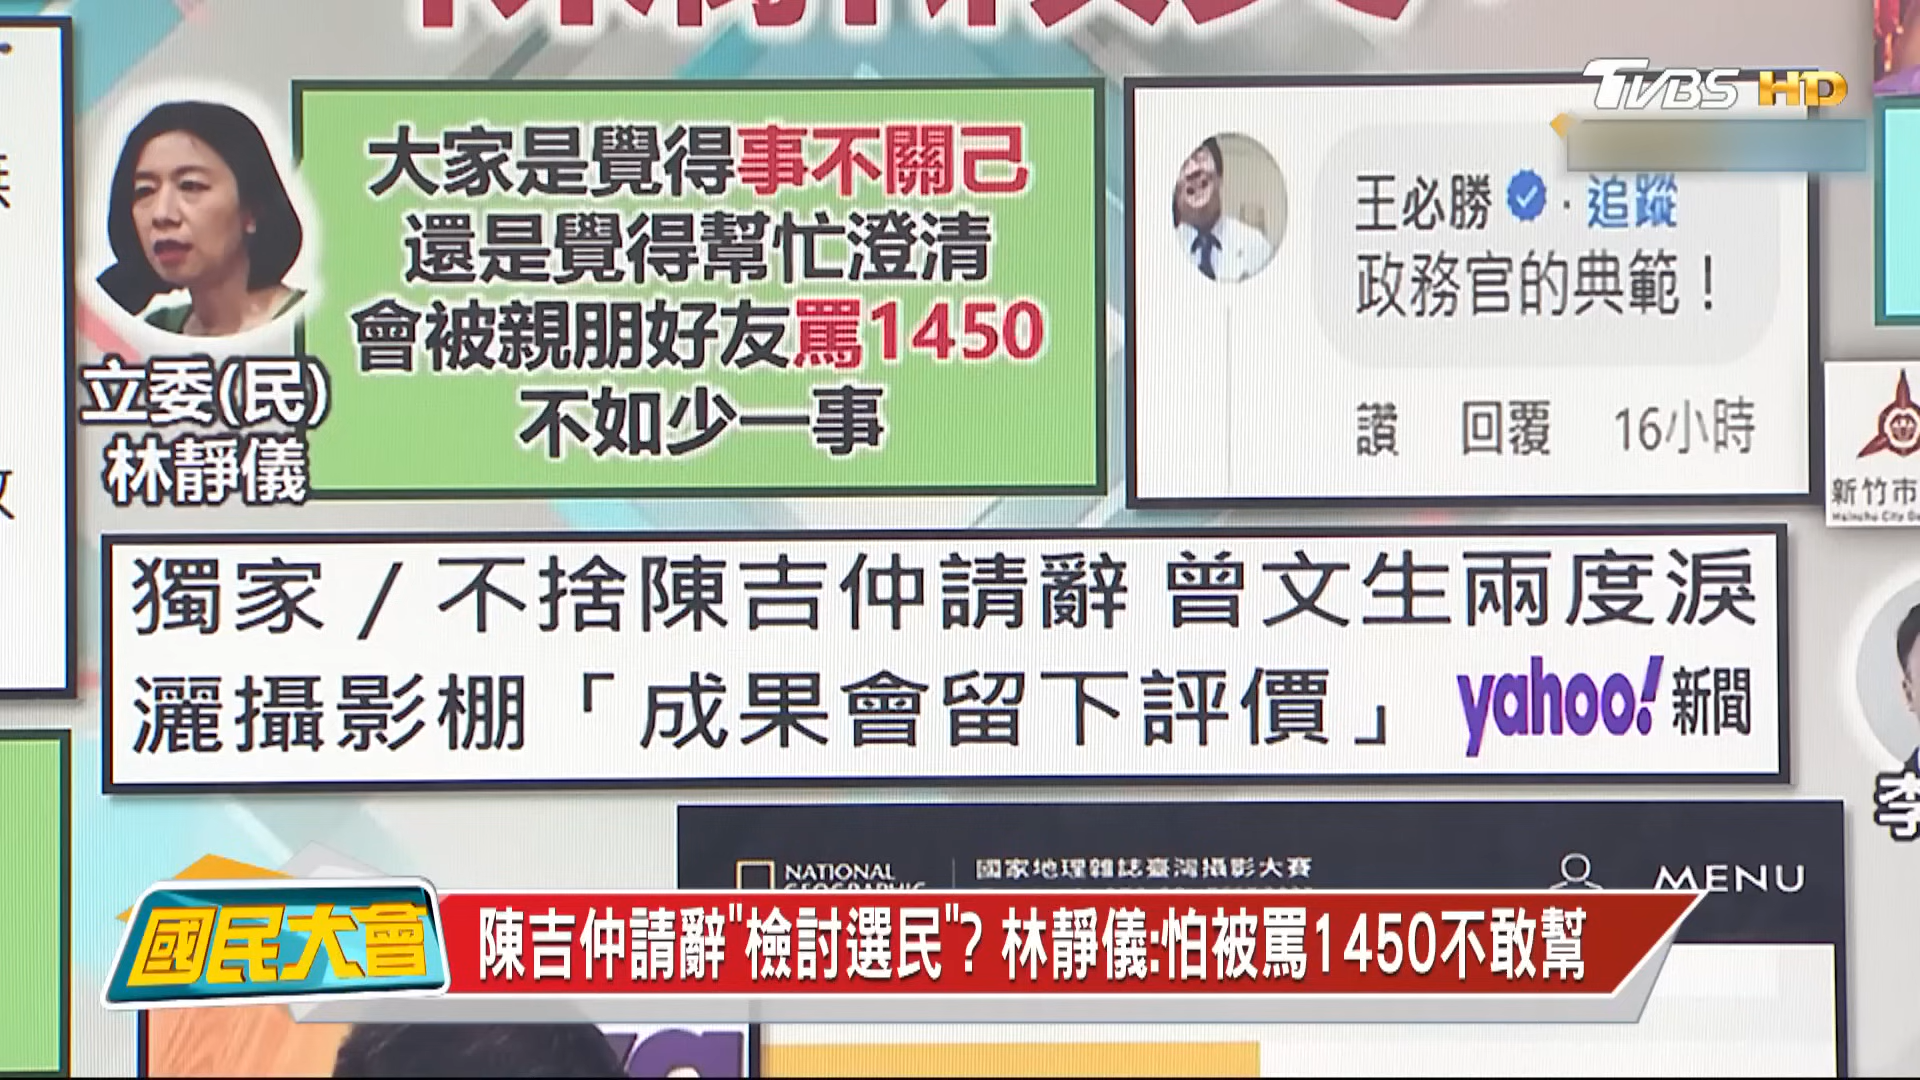 TVBS HD
大家是覺得事不關己
還是覺得幫忙澄清
會被親朋好友罵1450
不如少一事
立委(民)
林靜儀
王必勝 · 追蹤
政務官的典範！
讚 回覆 16小時
新竹市
獨家／不捨陳吉仲請辭 曾文生兩度淚
灑攝影棚「成果會留下評價」 yahoo!新聞
NATIONAL
GEOGRAPHIC
國家地理雜誌臺灣攝影大賽
MENU
國民大會
陳吉仲請辭"檢討選民"? 林靜儀:怕被罵1450不敢幫